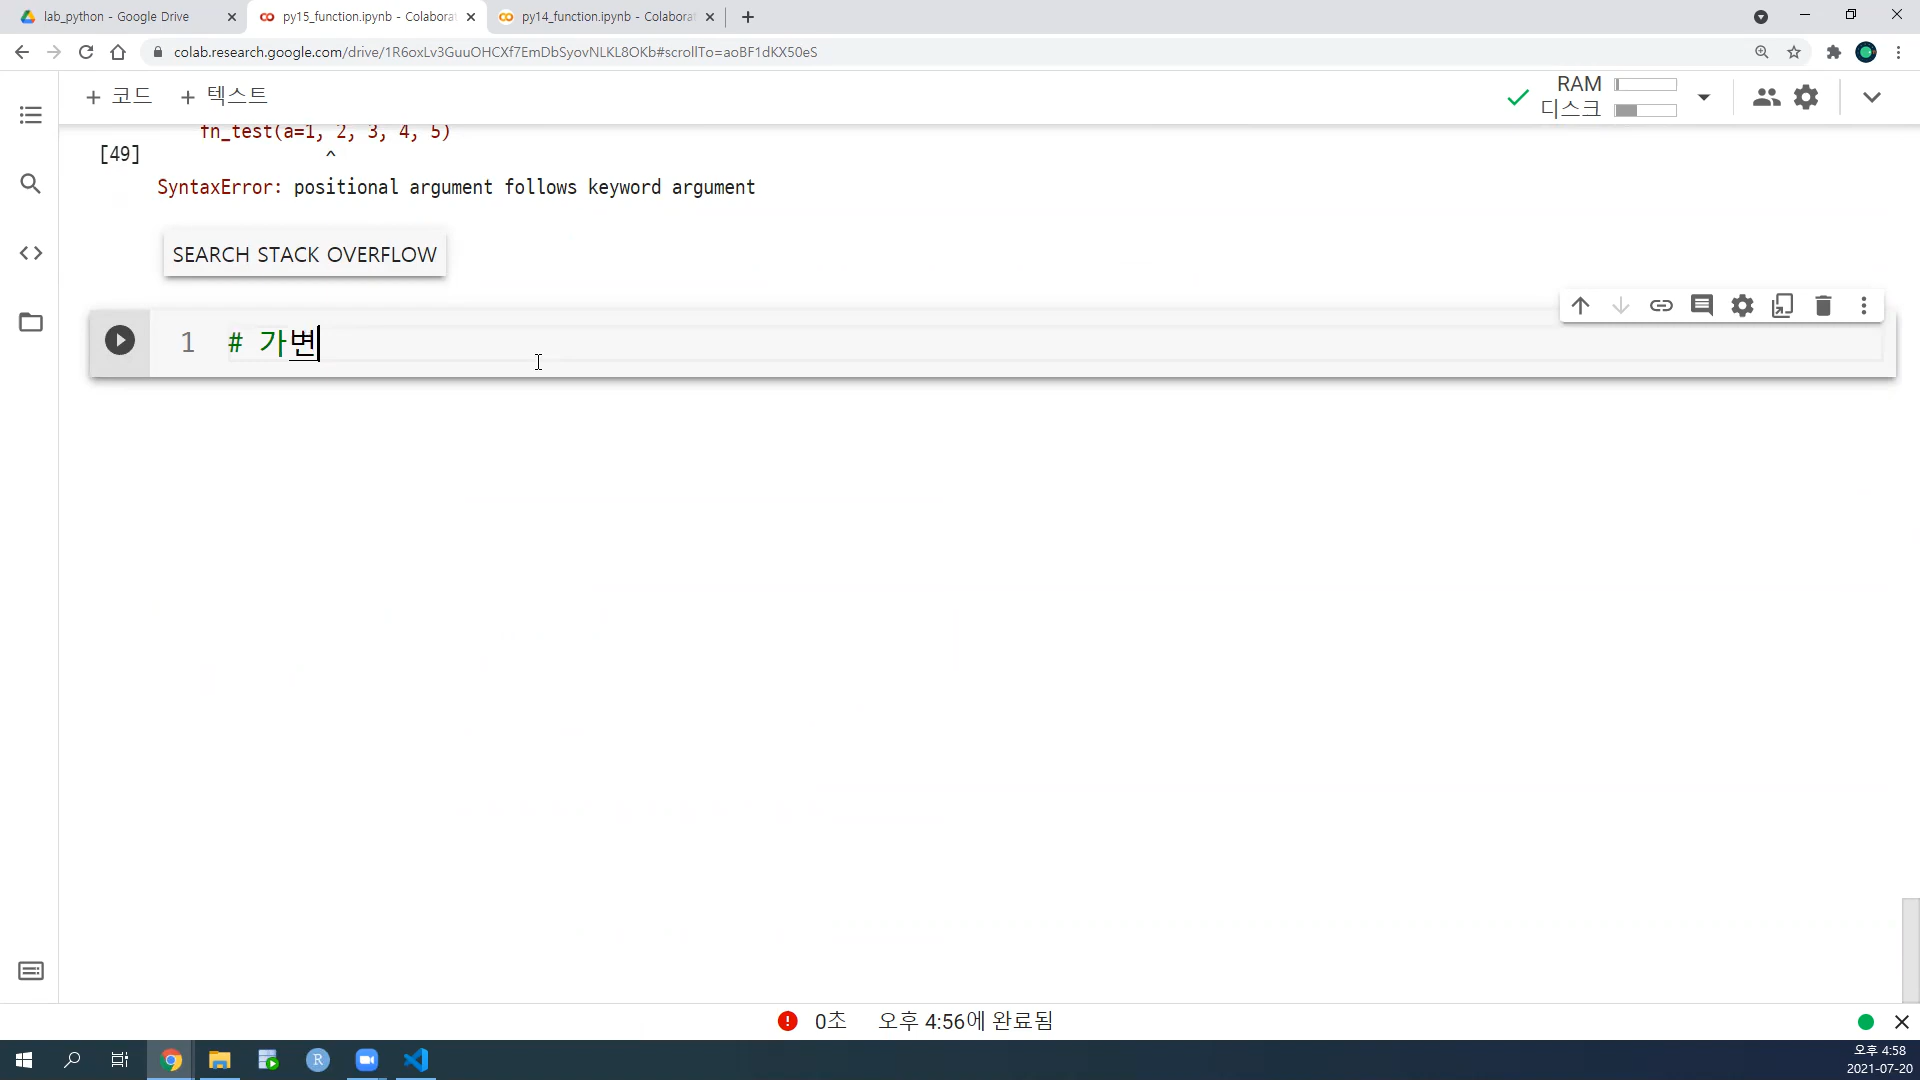 lab_python - Google Drive
py15_function.ipynb - Colabora
py14_function.ipynb - Colabora
colab.research.google.com/drive/1R6oxLv3GuuOHCXf7EmDbSyovNLKL8OKb#scrollTo=aoBF1dKX50eS
+ 코드 + 텍스트
RAM
디스크
fn_test(a=1, 2, 3, 4, 5)
[49] ^
SyntaxError: positional argument follows keyword argument
SEARCH STACK OVERFLOW
1 # 가변
0초 오후 4:56에 완료됨
오후 4:58
2021-07-20